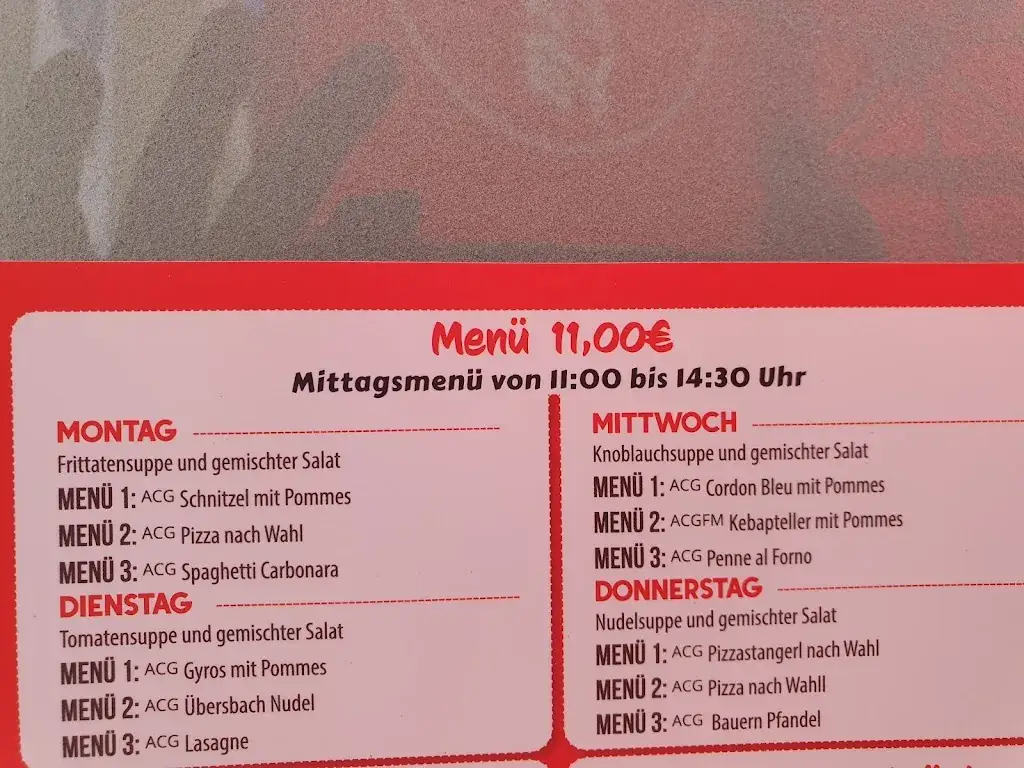 Menü 11,00€
Mittagsmenü von 11:00 bis 14:30 Uhr
MONTAG
Frittatensuppe und gemischter Salat
MENÜ 1: ACG Schnitzel mit Pommes
MENÜ 2: ACG Pizza nach Wahl
MENÜ 3: ACG Spaghetti Carbonara
DIENSTAG
Tomatensuppe und gemischter Salat
MENÜ 1: ACG Gyros mit Pommes
MENÜ 2: ACG Übersbach Nudel
MENÜ 3: ACG Lasagne
MITTWOCH
Knoblauchsuppe und gemischter Salat
MENÜ 1: ACG Cordon Bleu mit Pommes
MENÜ 2: ACGFM Kebapteller mit Pommes
MENÜ 3: ACG Penne al Forno
DONNERSTAG
Nudelsuppe und gemischter Salat
MENÜ 1: ACG Pizzastangerl nach Wahl
MENÜ 2: ACG Pizza nach Wahll
MENÜ 3: ACG Bauern Pfandel